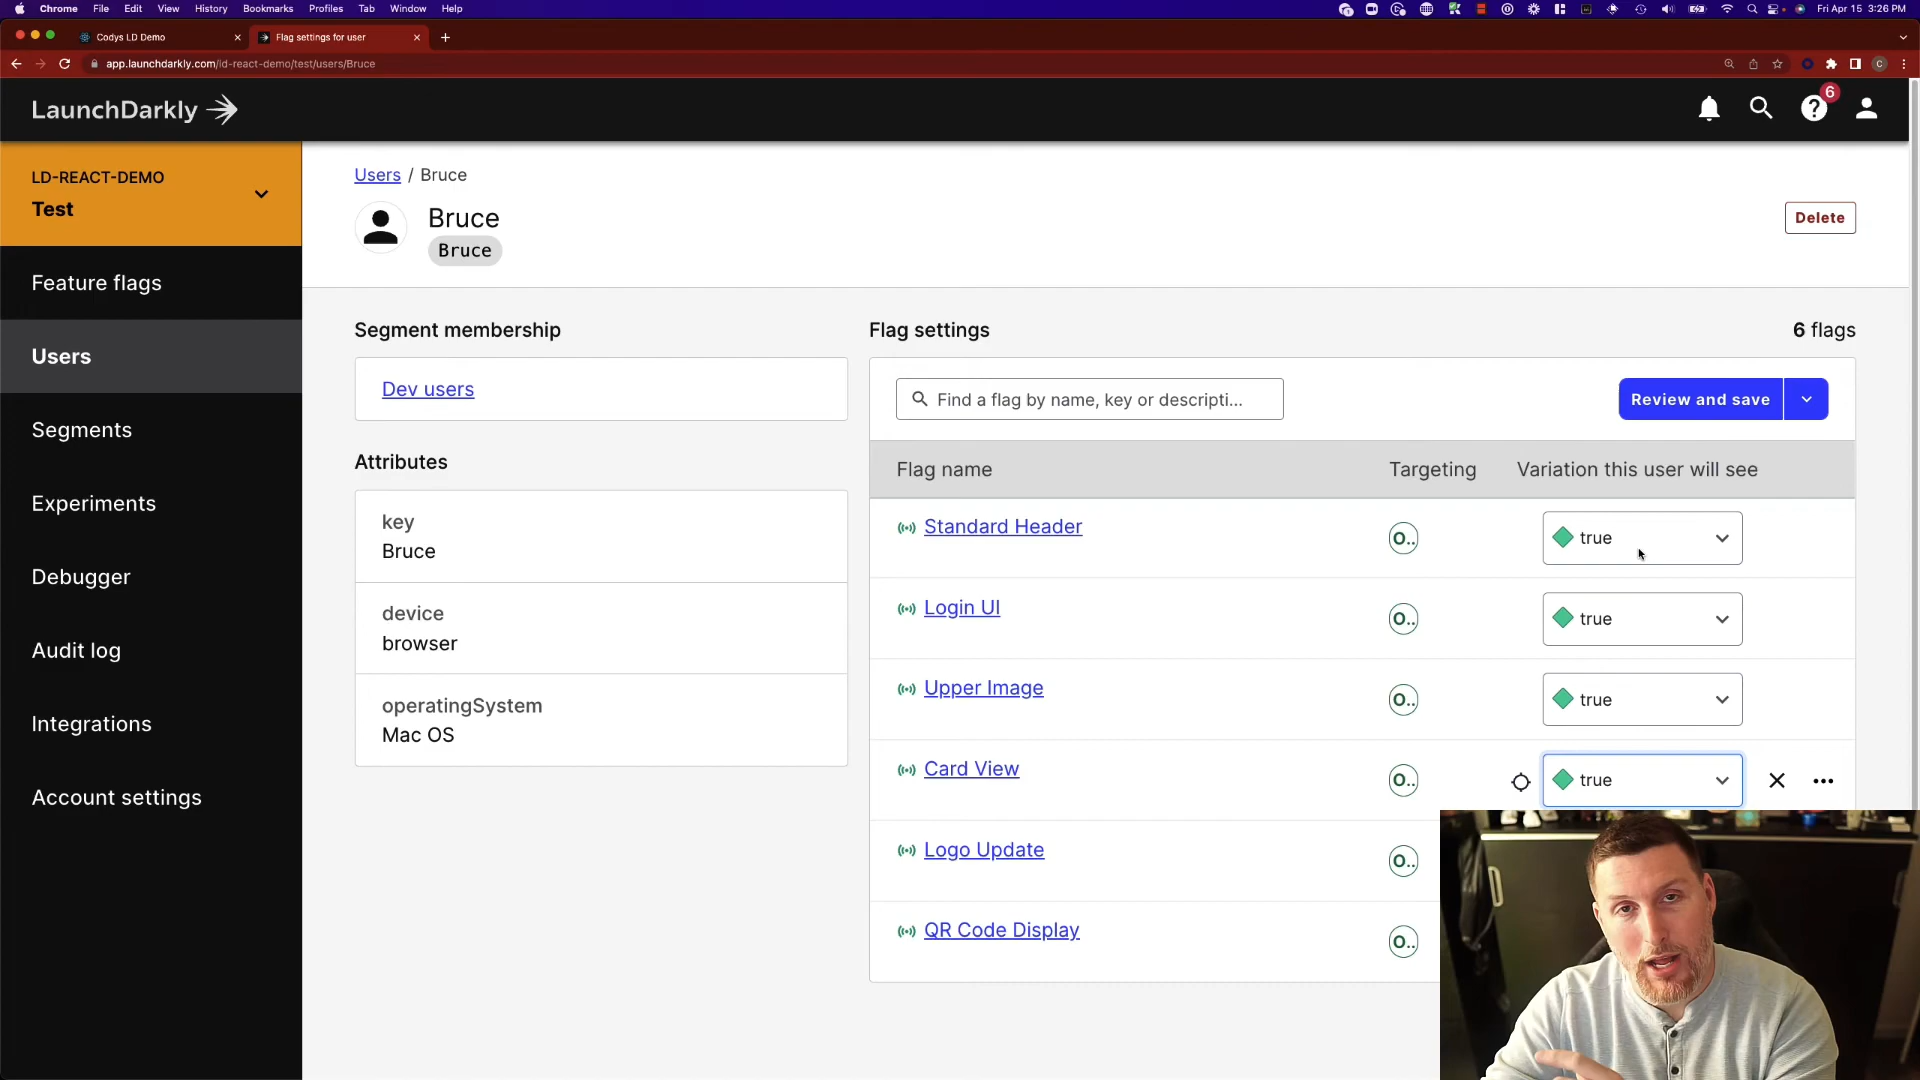 Chrome File Edit View History Bookmarks Profiles Tab Window Help
Fri Apr 15 3:26 PM
Codys LD Demo
Flag settings for user
app.launchdarkly.com/ld-react-demo/test/users/Bruce
LaunchDarkly
6
LD-REACT-DEMO
Test
Feature flags
Users
Segments
Experiments
Debugger
Audit log
Integrations
Account settings
Users / Bruce
Bruce
Bruce
Delete
Segment membership
Dev users
Attributes
key
Bruce
device
browser
operatingSystem
Mac OS
Flag settings
6 flags
Find a flag by name, key or descripti...
Review and save
Flag name Targeting Variation this user will see
Standard Header O.. true
Login UI O.. true
Upper Image O.. true
Card View O.. true
Logo Update O..
QR Code Display O..